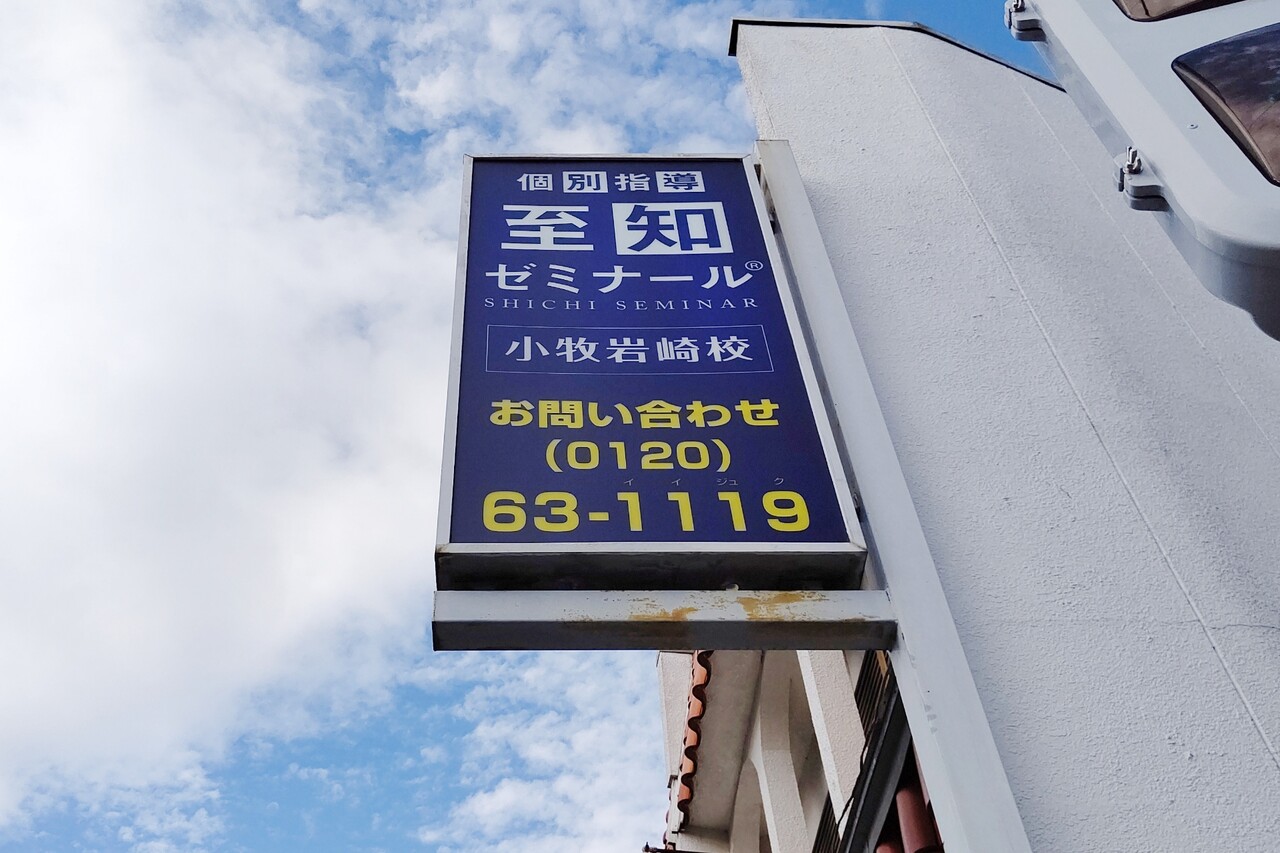 個別指導
至知
ゼミナール®
SHICHI SEMINAR
小牧岩崎校
お問い合わせ
(0120)
イイジュク
63-1119